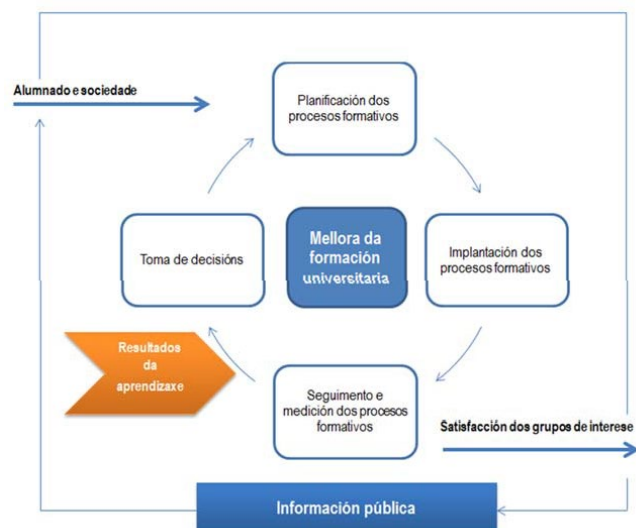 Alumnado e sociedade
Planificación dos
procesos formativos
Toma de decisións
Mellora da
formación
universitaria
Implantación dos
procesos formativos
Resultados
da
aprendizaxe
Seguimento e
medición dos procesos
formativos
Satisfacción dos grupos de interese
Información pública